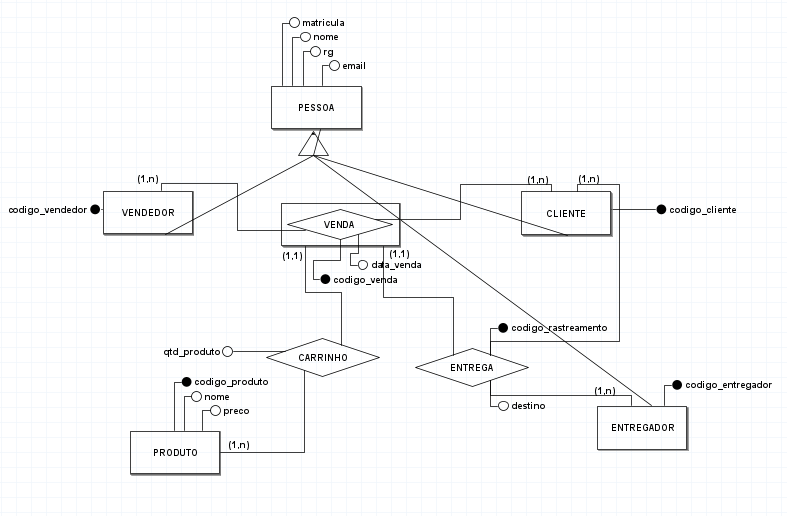 matricula
nome
rg
email
PESSOA
(1,n)
(1,n)
(1,n)
codigo_vendedor
VENDEDOR
VENDA
CLIENTE
codigo_cliente
(1,1)
(1,1)
data_venda
codigo_venda
codigo_rastreamento
qtd_produto
CARRINHO
ENTREGA
codigo_produto
codigo_entregador
nome
(1,n)
destino
preco
ENTREGADOR
(1,n)
PRODUTO